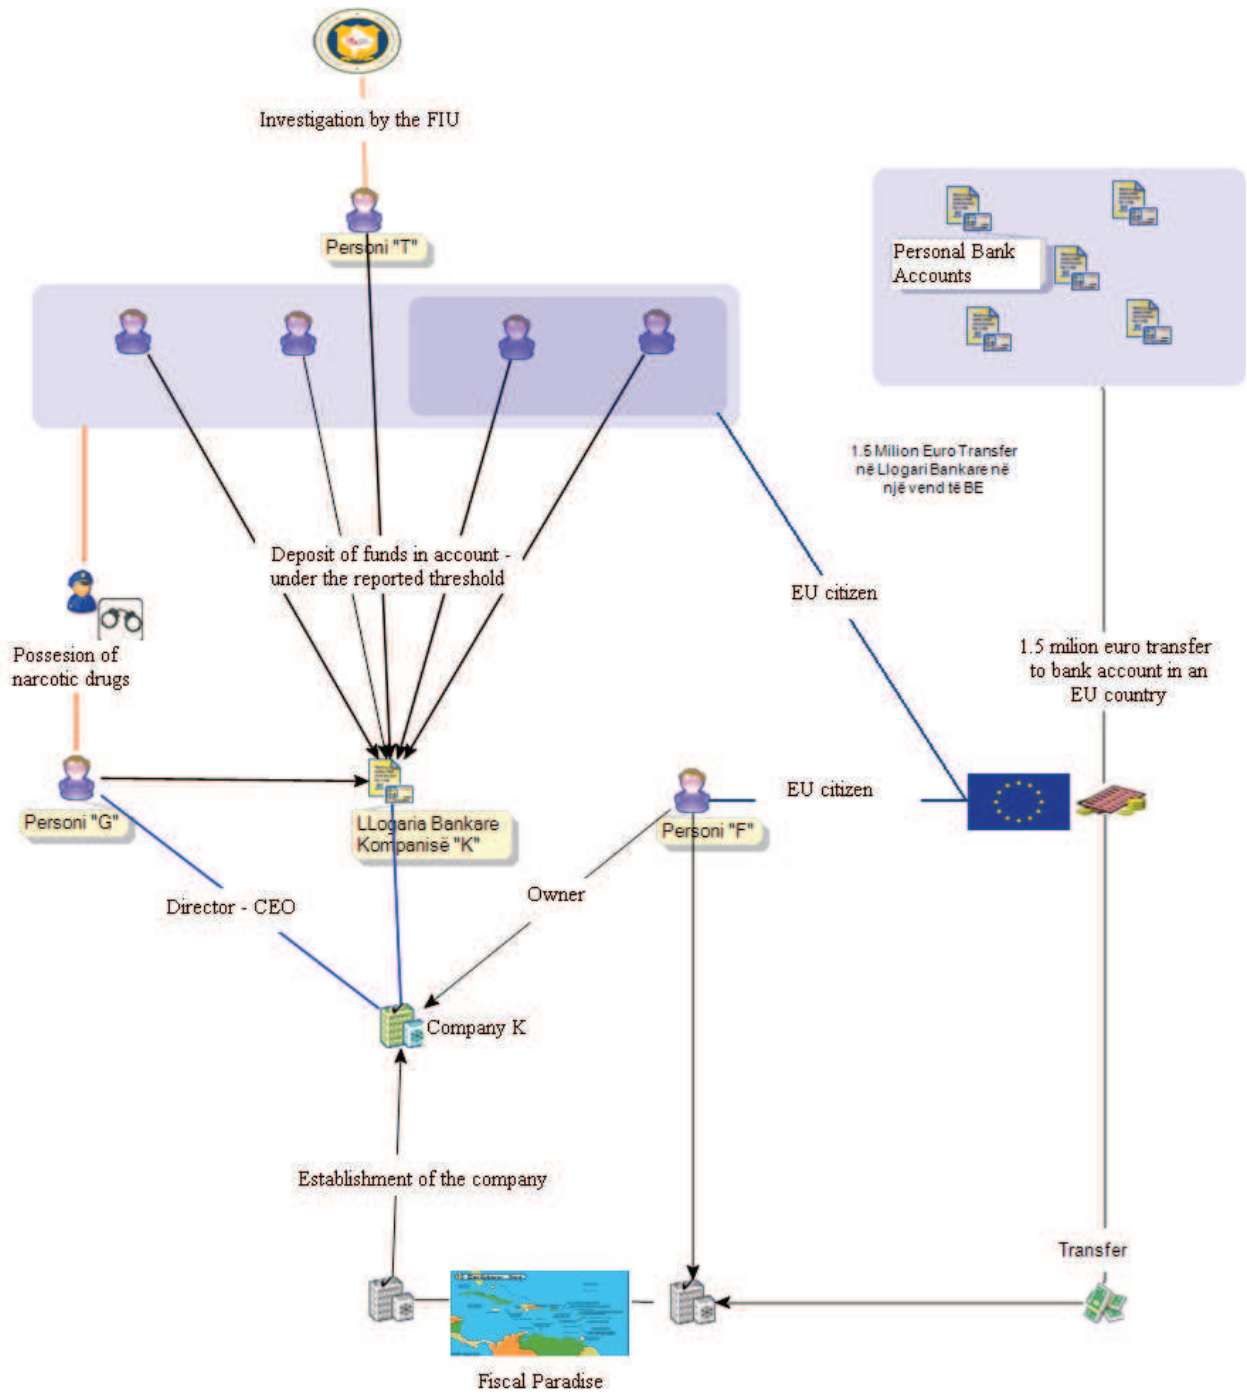 Investigation by the FIU
Personi "T"
Personal Bank
Accounts
1.5 Milion Euro Transfer
në Llogari Bankare në
një vend të BE
Deposit of funds in account -
under the reported threshold
EU citizen
Possesion of
narcotic drugs
1.5 milion euro transfer
to bank account in an
EU country
Personi "G"
LLogaria Bankare
Kompanisë "K"
Personi "F"
EU citizen
Director - CEO
Owner
Company K
Establishment of the company
Transfer
Fiscal Paradise